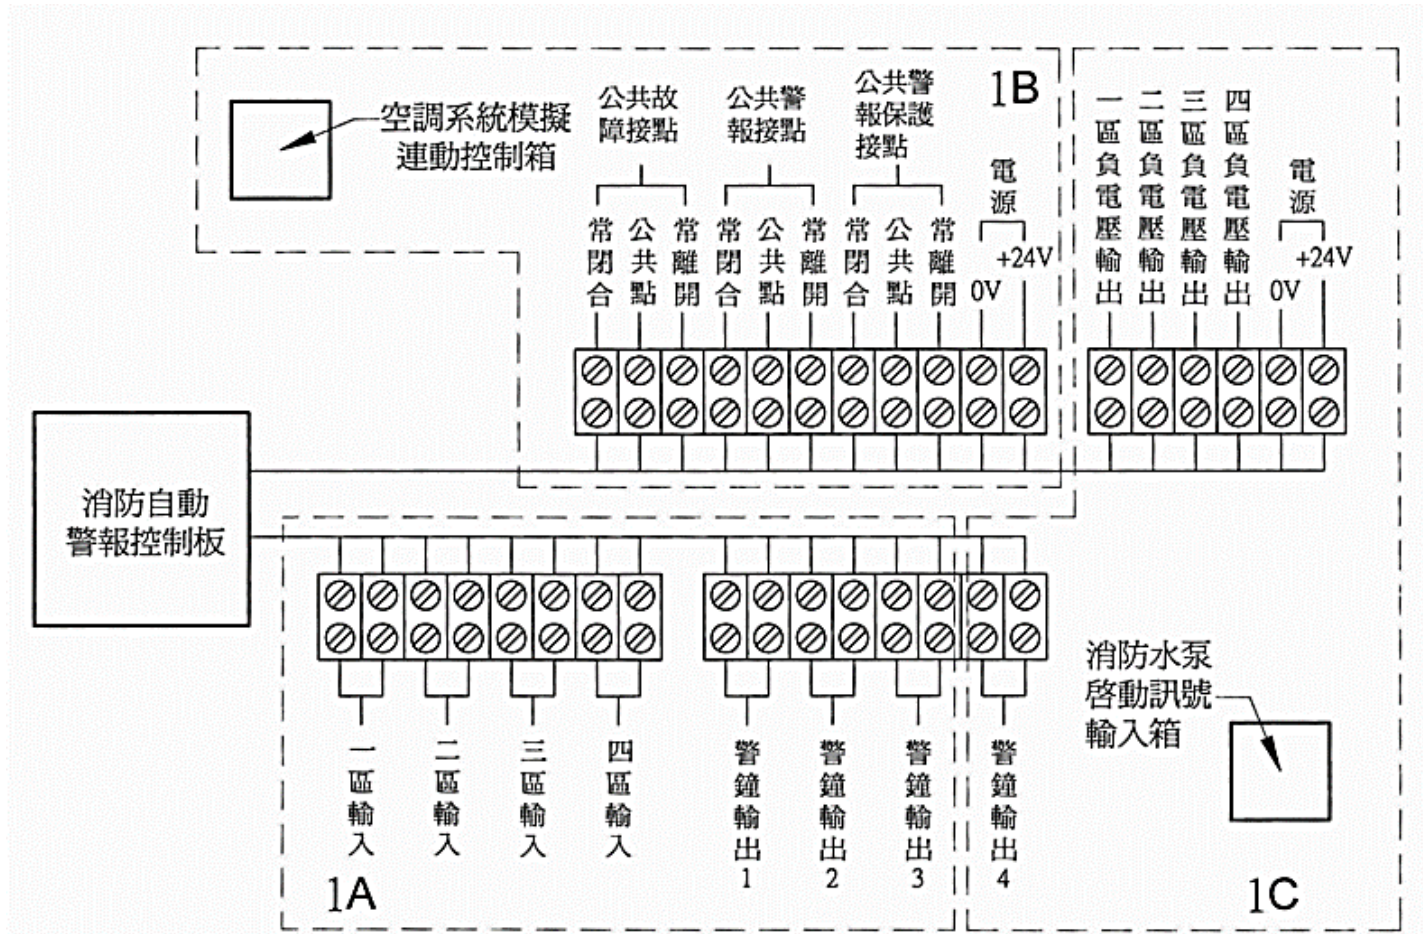 空調系統模擬
連動控制箱
公共故
障接點
公共警
報接點
公共警
報保護
接點
1B
常閉合
公共點
常離開
常閉合
公共點
常離開
常閉合
公共點
常離開
電源
0V
+24V
一區負電壓輸出
二區負電壓輸出
三區負電壓輸出
四區負電壓輸出
電源
0V
+24V
消防自動
警報控制板
一區輸入
二區輸入
三區輸入
四區輸入
警鐘輸出1
警鐘輸出2
警鐘輸出3
警鐘輸出4
1A
消防水泵
啓動訊號
輸入箱
1C